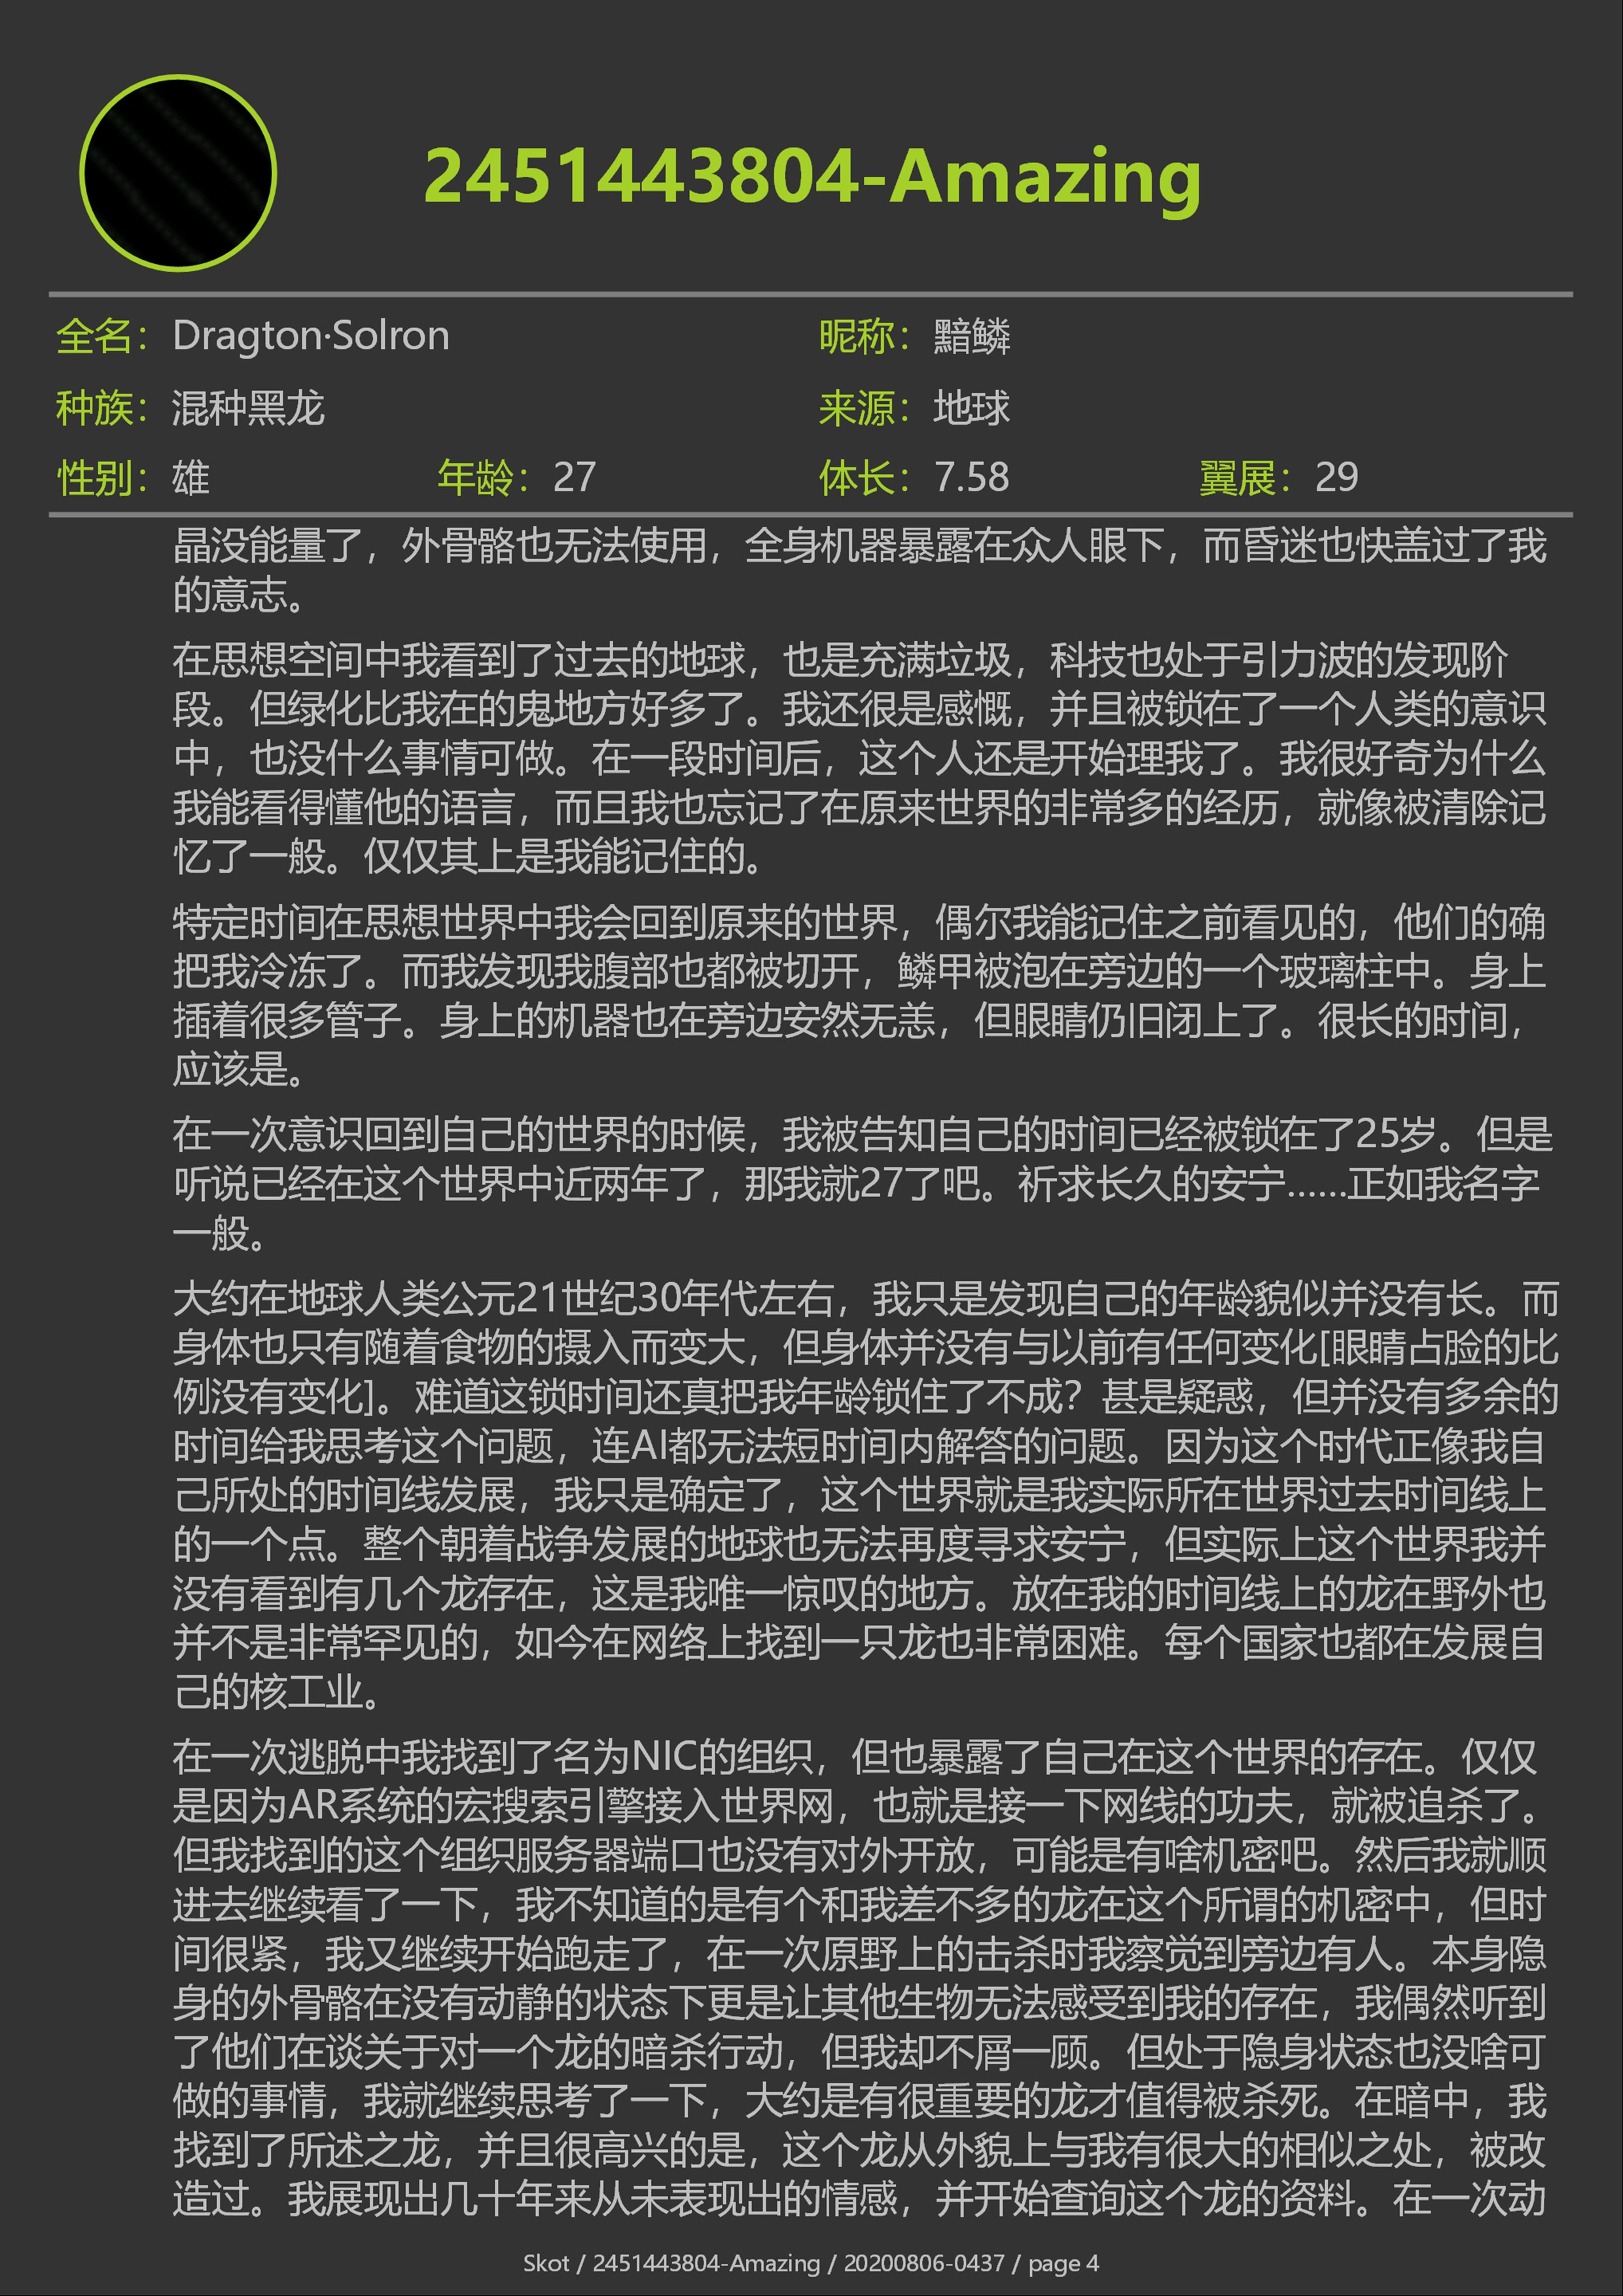 2451443804-Amazing
全名：Dragton·Solron 昵称：黯鳞
种族：混种黑龙 来源：地球
性别：雄 年龄：27 体长：7.58 翼展：29
晶没能量了，外骨骼也无法使用，全身机器暴露在众人眼下，而昏迷也快盖过了我
的意志。
在思想空间中我看到了过去的地球，也是充满垃圾，科技也处于引力波的发现阶
段。但绿化比我在的鬼地方好多了。我还很是感慨，并且被锁在了一个人类的意识
中，也没什么事情可做。在一段时间后，这个人还是开始理我了。我很好奇为什么
我能看得懂他的语言，而且我也忘记了在原来世界的非常多的经历，就像被清除记
忆了一般。仅仅其上是我能记住的。
特定时间在思想世界中我会回到原来的世界，偶尔我能记住之前看见的，他们的确
把我冷冻了。而我发现我腹部也都被切开，鳞甲被泡在旁边的一个玻璃柱中。身上
插着很多管子。身上的机器也在旁边安然无恙，但眼睛仍旧闭上了。很长的时间，
应该是。
在一次意识回到自己的世界的时候，我被告知自己的时间已经被锁在了25岁。但是
听说已经在这个世界中近两年了，那我就27了吧。祈求长久的安宁……正如我名字
一般。
大约在地球人类公元21世纪30年代左右，我只是发现自己的年龄貌似并没有长。而
身体也只有随着食物的摄入而变大，但身体并没有与以前有任何变化[眼睛占脸的比
例没有变化]。难道这锁时间还真把我年龄锁住了不成？甚是疑惑，但并没有多余的
时间给我思考这个问题，连AI都无法短时间内解答的问题。因为这个时代正像我自
己所处的时间线发展，我只是确定了，这个世界就是我实际所在世界过去时间线上
的一个点。整个朝着战争发展的地球也无法再度寻求安宁，但实际上这个世界我并
没有看到有几个龙存在，这是我唯一惊叹的地方。放在我的时间线上的龙在野外也
并不是非常罕见的，如今在网络上找到一只龙也非常困难。每个国家也都在发展自
己的核工业。
在一次逃脱中我找到了名为NIC的组织，但也暴露了自己在这个世界的存在。仅仅
是因为AR系统的宏搜索引擎接入世界网，也就是接一下网线的功夫，就被追杀了。
但我找到的这个组织服务器端口也没有对外开放，可能是有啥机密吧。然后我就顺
进去继续看了一下，我不知道的是有个和我差不多的龙在这个所谓的机密中，但时
间很紧，我又继续开始跑走了，在一次原野上的击杀时我察觉到旁边有人。本身隐
身的外骨骼在没有动静的状态下更是让其他生物无法感受到我的存在，我偶然听到
了他们在谈关于对一个龙的暗杀行动，但我却不屑一顾。但处于隐身状态也没啥可
做的事情，我就继续思考了一下，大约是有很重要的龙才值得被杀死。在暗中，我
找到了所述之龙，并且很高兴的是，这个龙从外貌上与我有很大的相似之处，被改
造过。我展现出几十年来从未表现出的情感，并开始查询这个龙的资料。在一次动
Skot / 2451443804-Amazing / 20200806-0437 / page 4